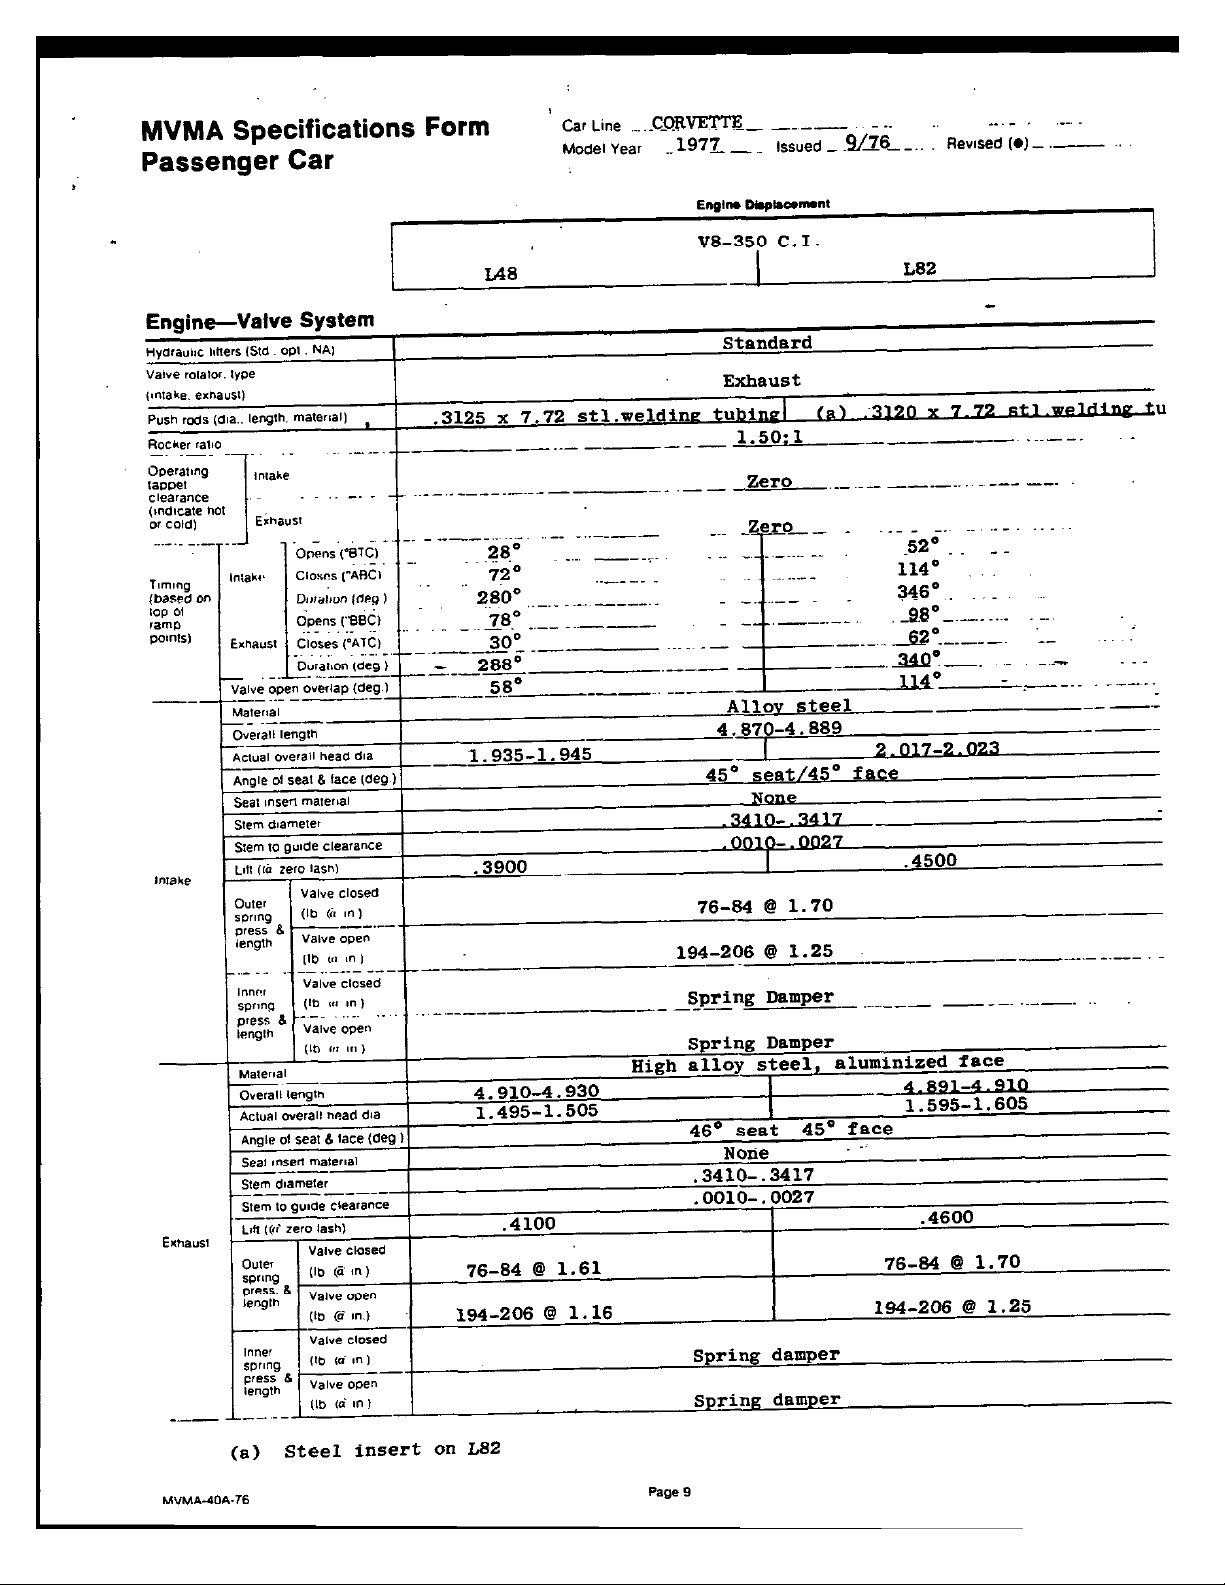 MVMA Specifications Form
Passenger Car
Car Line CORVETTE
Model Year 1977 Issued 9/76 Revised (●)
Engine Displacement
V8-350 C.I.
L48 L82
Engine—Valve System
Hydraulic lifters (Std. opt. NA) Standard
Valve rotator, type
(intake, exhaust) Exhaust
Push rods (dia., length, material) .3125 x 7.72 stl.welding tubing (a) .3120 x 7.72 stl.welding tu
Rocker ratio 1.50:1
Operating
tappet
clearance
(indicate hot
or cold)
Intake Zero
Exhaust Zero
Timing
(based on
top of
ramp
points)
Intake
Opens (°BTC) 28° 52°
Closes (°ABC) 72° 114°
Duration (deg.) 280° 346°
Exhaust
Opens (°BBC) 78° 98°
Closes (°ATC) 30° 62°
Duration (deg.) 288° 340°
Valve open overlap (deg.) 58° 114°
Intake
Material Alloy steel
Overall length 4.870-4.889
Actual overall head dia 1.935-1.945 2.017-2.023
Angle of seat & face (deg.) 45° seat/45° face
Seat insert material None
Stem diameter .3410-.3417
Stem to guide clearance .0010-.0027
Lift (@ zero lash) .3900 .4500
Outer
spring
press &
length
Valve closed
(lb @ in) 76-84 @ 1.70
Valve open
(lb @ in) 194-206 @ 1.25
Inner
spring
press &
length
Valve closed
(lb @ in) Spring Damper
Valve open
(lb @ in) Spring Damper
Exhaust
Material High alloy steel, aluminized face
Overall length 4.910-4.930 4.891-4.910
Actual overall head dia 1.495-1.505 1.595-1.605
Angle of seat & face (deg) 46° seat 45° face
Seat insert material None
Stem diameter .3410-.3417
Stem to guide clearance .0010-.0027
Lift (@ zero lash) .4100 .4600
Outer
spring
press. &
length
Valve closed
(lb @ in) 76-84 @ 1.61 76-84 @ 1.70
Valve open
(lb @ in.) 194-206 @ 1.16 194-206 @ 1.25
Inner
spring
press &
length
Valve closed
(lb @ in) Spring damper
Valve open
(lb @ in) Spring damper
(a) Steel insert on L82
MVMA-40A-76
Page 9